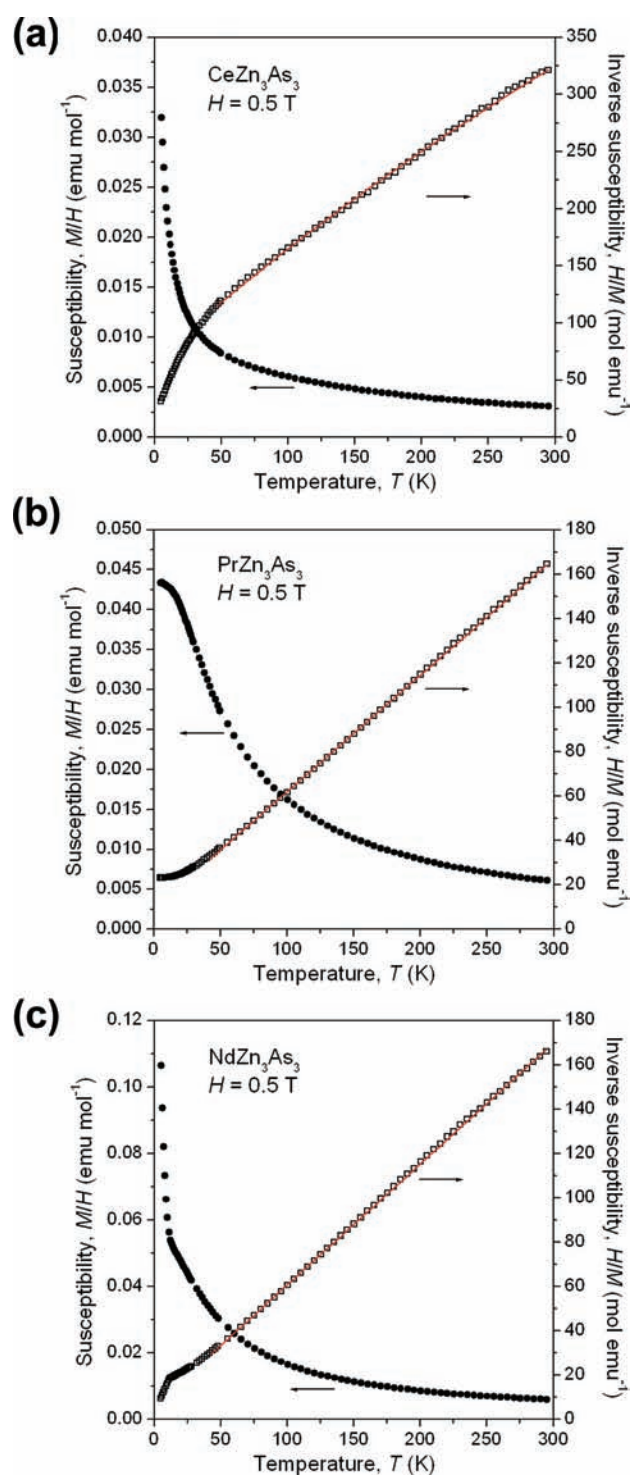 (a)
CeZn₃As₃
H = 0.5 T
Susceptibility, M/H (emu mol⁻¹)
0.040
0.035
0.030
0.025
0.020
0.015
0.010
0.005
0.000
0 50 100 150 200 250 300
Temperature, T (K)
350
300
250
200
150
100
50
0
Inverse susceptibility, H/M (mol emu⁻¹)
(b)
PrZn₃As₃
H = 0.5 T
Susceptibility, M/H (emu mol⁻¹)
0.050
0.045
0.040
0.035
0.030
0.025
0.020
0.015
0.010
0.005
0.000
0 50 100 150 200 250 300
Temperature, T (K)
180
160
140
120
100
80
60
40
20
0
Inverse susceptibility, H/M (mol emu⁻¹)
(c)
NdZn₃As₃
H = 0.5 T
Susceptibility, M/H (emu mol⁻¹)
0.12
0.10
0.08
0.06
0.04
0.02
0.00
0 50 100 150 200 250 300
Temperature, T (K)
180
160
140
120
100
80
60
40
20
0
Inverse susceptibility, H/M (mol emu⁻¹)